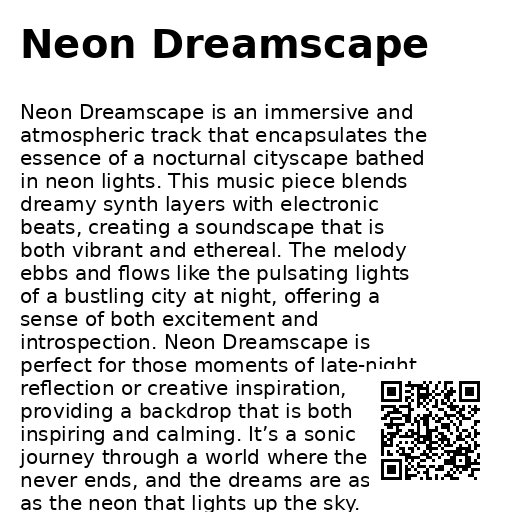 Neon Dreamscape
Neon Dreamscape is an immersive and
atmospheric track that encapsulates the
essence of a nocturnal cityscape bathed
in neon lights. This music piece blends
dreamy synth layers with electronic
beats, creating a soundscape that is
both vibrant and ethereal. The melody
ebbs and flows like the pulsating lights
of a bustling city at night, offering a
sense of both excitement and
introspection. Neon Dreamscape is
perfect for those moments of late-night
reflection or creative inspiration,
providing a backdrop that is both
inspiring and calming. It’s a sonic
journey through a world where the
never ends, and the dreams are as
as the neon that lights up the sky.